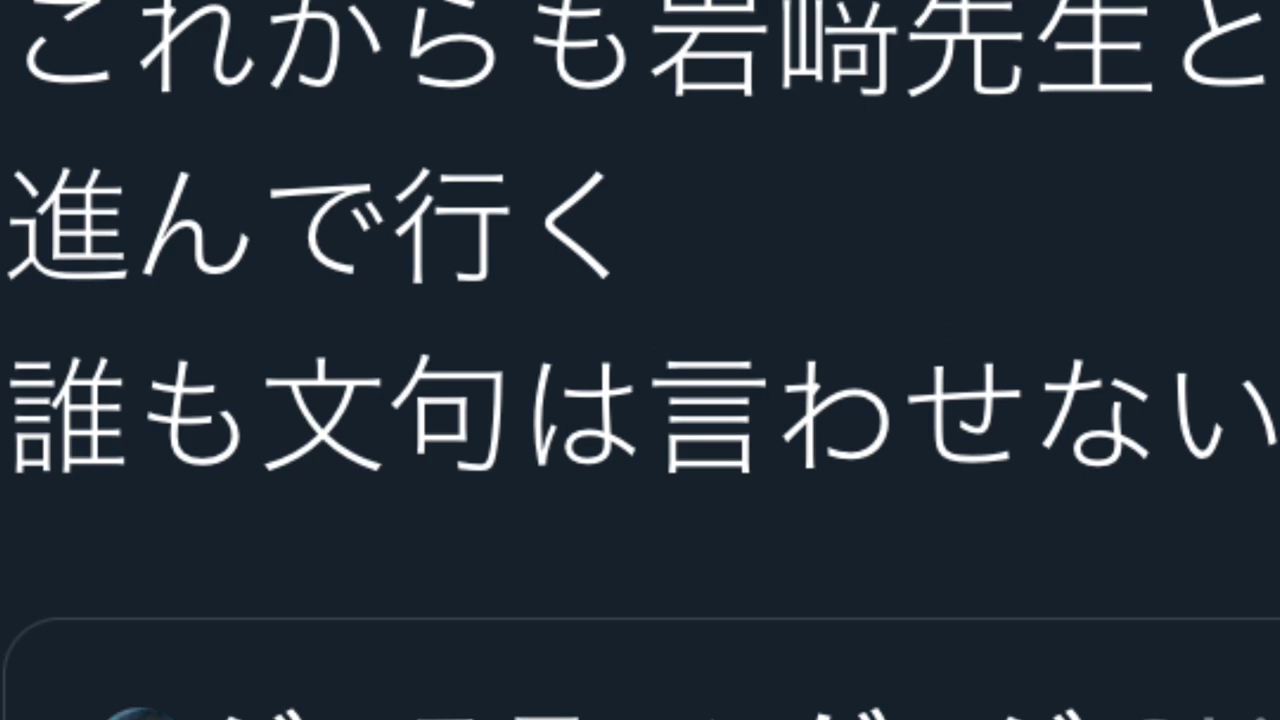 これからも岩﨑先生と
進んで行く
誰も文句は言わせない